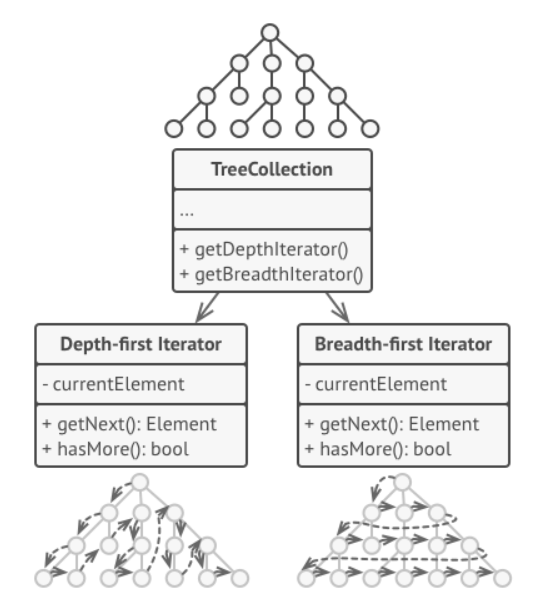 TreeCollection
...
+ getDepthIterator()
+ getBreadthIterator()
Depth-first Iterator
- currentElement
+ getNext(): Element
+ hasMore(): bool
Breadth-first Iterator
- currentElement
+ getNext(): Element
+ hasMore(): bool